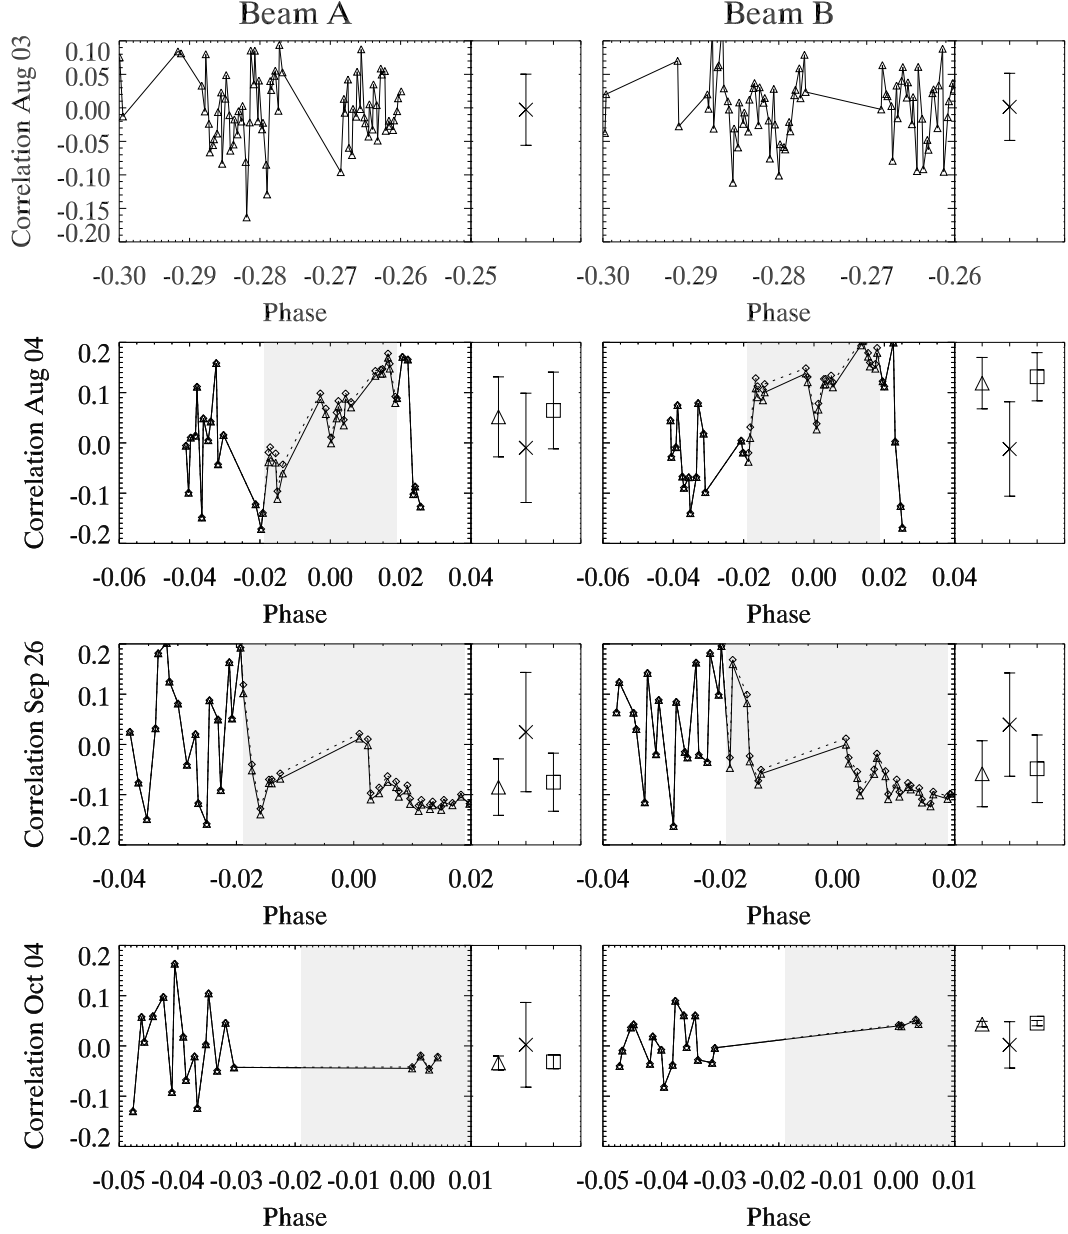 Beam A Beam B
Correlation Aug 03
0.10
0.05
0.00
-0.05
-0.10
-0.15
-0.20
-0.30 -0.29 -0.28 -0.27 -0.26 -0.25 -0.30 -0.29 -0.28 -0.27 -0.26
Phase Phase
Correlation Aug 04
0.2
0.1
0.0
-0.1
-0.2
-0.06 -0.04 -0.02 0.00 0.02 0.04 -0.06 -0.04 -0.02 0.00 0.02 0.04
Phase Phase
Correlation Sep 26
0.2
0.1
0.0
-0.1
-0.2
-0.04 -0.02 0.00 0.02 -0.04 -0.02 0.00 0.02
Phase Phase
Correlation Oct 04
0.2
0.1
0.0
-0.1
-0.2
-0.05 -0.04 -0.03 -0.02 -0.01 0.00 0.01 -0.05 -0.04 -0.03 -0.02 -0.01 0.00 0.01
Phase Phase